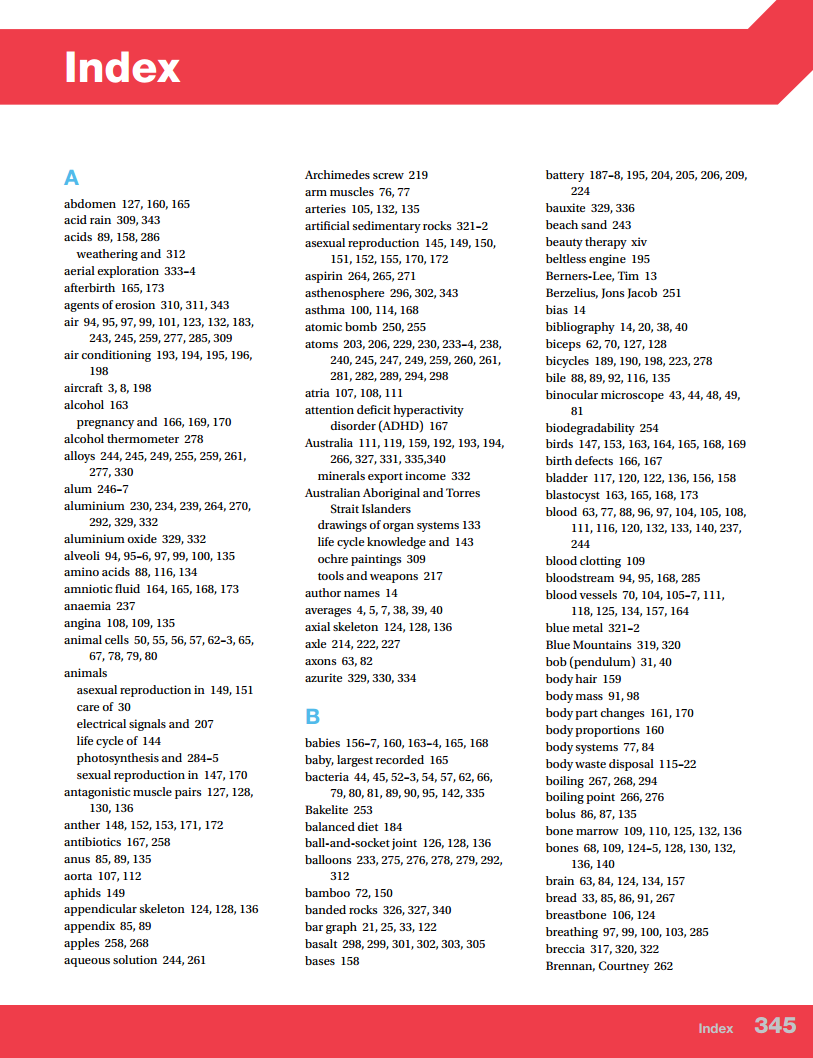 Index
A
abdomen 127, 160, 165
acid rain 309, 343
acids 89, 158, 286
weathering and 312
aerial exploration 333–4
afterbirth 165, 173
agents of erosion 310, 311, 343
air 94, 95, 97, 99, 101, 123, 132, 183,
243, 245, 259, 277, 285, 309
air conditioning 193, 194, 195, 196,
198
aircraft 3, 8, 198
alcohol 163
pregnancy and 166, 169, 170
alcohol thermometer 278
alloys 244, 245, 249, 255, 259, 261,
277, 330
alum 246–7
aluminium 230, 234, 239, 264, 270,
292, 329, 332
aluminium oxide 329, 332
alveoli 94, 95–6, 97, 99, 100, 135
amino acids 88, 116, 134
amniotic fluid 164, 165, 168, 173
anaemia 237
angina 108, 109, 135
animal cells 50, 55, 56, 57, 62–3, 65,
67, 78, 79, 80
animals
asexual reproduction in 149, 151
care of 30
electrical signals and 207
life cycle of 144
photosynthesis and 284–5
sexual reproduction in 147, 170
antagonistic muscle pairs 127, 128,
130, 136
anther 148, 152, 153, 171, 172
antibiotics 167, 258
anus 85, 89, 135
aorta 107, 112
aphids 149
appendicular skeleton 124, 128, 136
appendix 85, 89
apples 258, 268
aqueous solution 244, 261
Archimedes screw 219
arm muscles 76, 77
arteries 105, 132, 135
artificial sedimentary rocks 321–2
asexual reproduction 145, 149, 150,
151, 152, 155, 170, 172
aspirin 264, 265, 271
asthenosphere 296, 302, 343
asthma 100, 114, 168
atomic bomb 250, 255
atoms 203, 206, 229, 230, 233–4, 238,
240, 245, 247, 249, 259, 260, 261,
281, 282, 289, 294, 298
atria 107, 108, 111
attention deficit hyperactivity
disorder (ADHD) 167
Australia 111, 119, 159, 192, 193, 194,
266, 327, 331, 335,340
minerals export income 332
Australian Aboriginal and Torres
Strait Islanders
drawings of organ systems 133
life cycle knowledge and 143
ochre paintings 309
tools and weapons 217
author names 14
averages 4, 5, 7, 38, 39, 40
axial skeleton 124, 128, 136
axle 214, 222, 227
axons 63, 82
azurite 329, 330, 334
B
babies 156–7, 160, 163–4, 165, 168
baby, largest recorded 165
bacteria 44, 45, 52–3, 54, 57, 62, 66,
79, 80, 81, 89, 90, 95, 142, 335
Bakelite 253
balanced diet 184
ball-and-socket joint 126, 128, 136
balloons 233, 275, 276, 278, 279, 292,
312
bamboo 72, 150
banded rocks 326, 327, 340
bar graph 21, 25, 33, 122
basalt 298, 299, 301, 302, 303, 305
bases 158
battery 187–8, 195, 204, 205, 206, 209,
224
bauxite 329, 336
beach sand 243
beauty therapy xiv
beltless engine 195
Berners-Lee, Tim 13
Berzelius, Jons Jacob 251
bias 14
bibliography 14, 20, 38, 40
biceps 62, 70, 127, 128
bicycles 189, 190, 198, 223, 278
bile 88, 89, 92, 116, 135
binocular microscope 43, 44, 48, 49,
81
biodegradability 254
birds 147, 153, 163, 164, 165, 168, 169
birth defects 166, 167
bladder 117, 120, 122, 136, 156, 158
blastocyst 163, 165, 168, 173
blood 63, 77, 88, 96, 97, 104, 105, 108,
111, 116, 120, 132, 133, 140, 237,
244
blood clotting 109
bloodstream 94, 95, 168, 285
blood vessels 70, 104, 105–7, 111,
118, 125, 134, 157, 164
blue metal 321–2
Blue Mountains 319, 320
bob (pendulum) 31, 40
body hair 159
body mass 91, 98
body part changes 161, 170
body proportions 160
body systems 77, 84
body waste disposal 115–22
boiling 267, 268, 294
boiling point 266, 276
bolus 86, 87, 135
bone marrow 109, 110, 125, 132, 136
bones 68, 109, 124–5, 128, 130, 132,
136, 140
brain 63, 84, 124, 134, 157
bread 33, 85, 86, 91, 267
breastbone 106, 124
breathing 97, 99, 100, 103, 285
breccia 317, 320, 322
Brennan, Courtney 262
Index 345